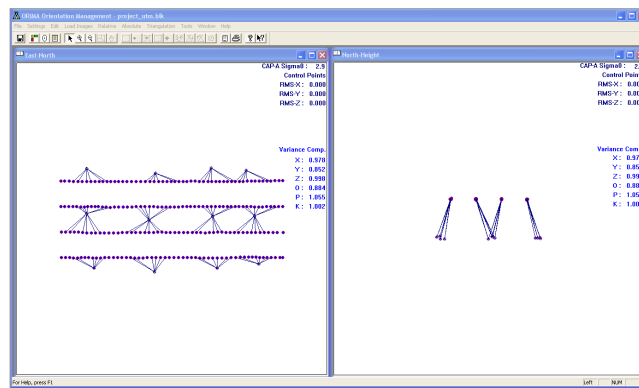 ORIMA Orientation Management - project_utm.blk
File Settings Edit Load Images Relative Absolute Triangulation Tools Window Help
East-North
CAP-A Sigma0 : 2.9
Control Points
RMS-X : 0.000
RMS-Y : 0.000
RMS-Z : 0.000
Variance Comp.
X : 0.978
Y : 0.852
Z : 0.998
O : 0.884
P : 1.055
K : 1.002
North-Height
CAP-A Sigma0 : 2.
Control Poin
RMS-X : 0.00
RMS-Y : 0.00
RMS-Z : 0.00
Variance Com
X : 0.97
Y : 0.85
Z : 0.99
O : 0.88
P : 1.05
K : 1.00
For Help, press F1
Left NUM